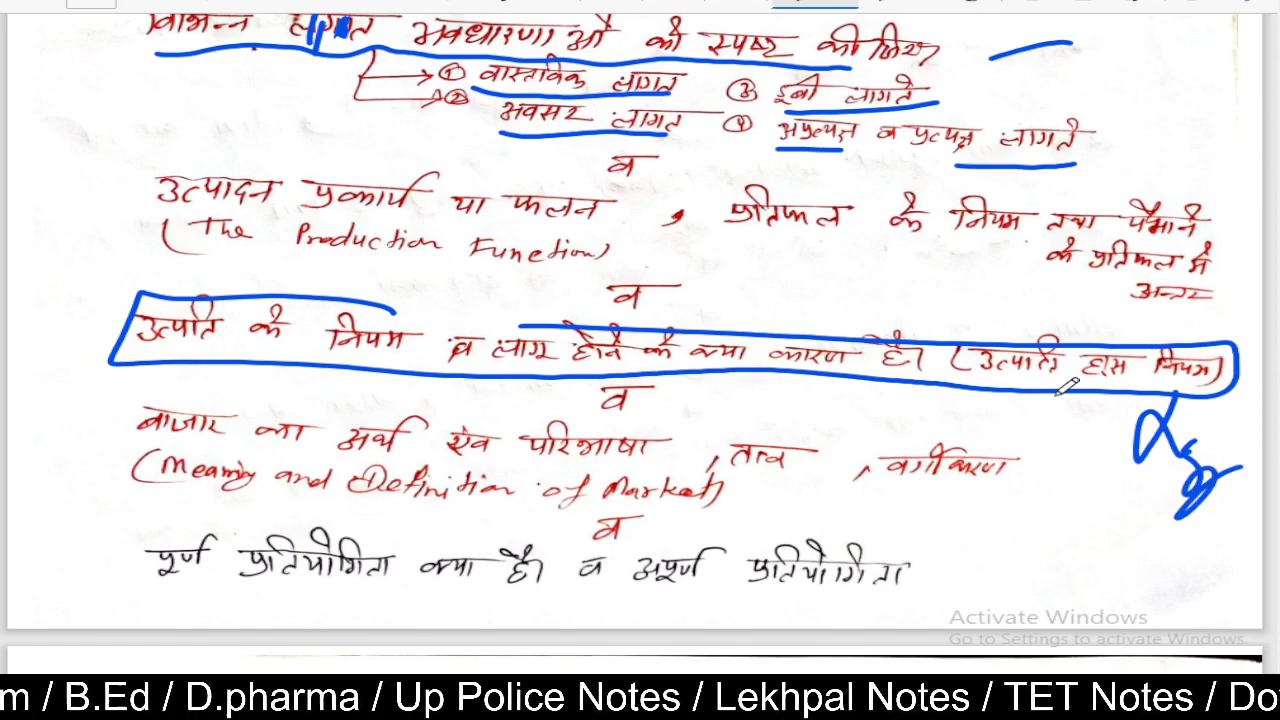 विभिन्न लागत अवधारणाओं को स्पष्ट कीजिए
① वास्तविक लागत ③ डूबी लागतें
② अवसर लागत ④ अप्रत्यक्ष व प्रत्यक्ष लागतें
व
उत्पादन प्रकार्य या फलन , प्रतिफल के नियम तथा पैमाने
(The Production Function) के प्रतिफल में
अन्तर
व
उत्पति के नियम व लागू होने के क्या कारण है। (उत्पाति ह्रास नियम)
व
बाजार का अर्थ एंव परिभाषा , तत्व , वर्गीकरण
(Meaning and Definition of Market)
व
पूर्ण प्रतियोगिता क्या है। व अपूर्ण प्रतियोगिता
Activate Windows
Go to Settings to activate Windows.
m / B.Ed / D.pharma / Up Police Notes / Lekhpal Notes / TET Notes / Do